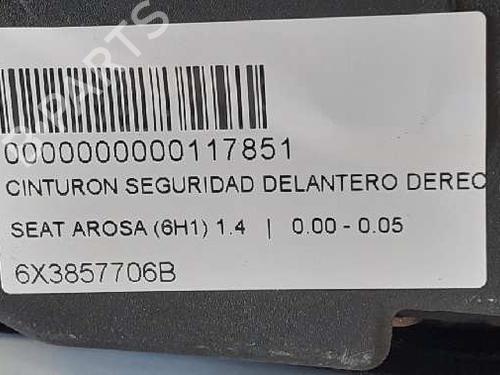 0000000000117851
CINTURON SEGURIDAD DELANTERO DEREC
SEAT AROSA (6H1) 1.4 | 0.00 - 0.05
6X3857706B